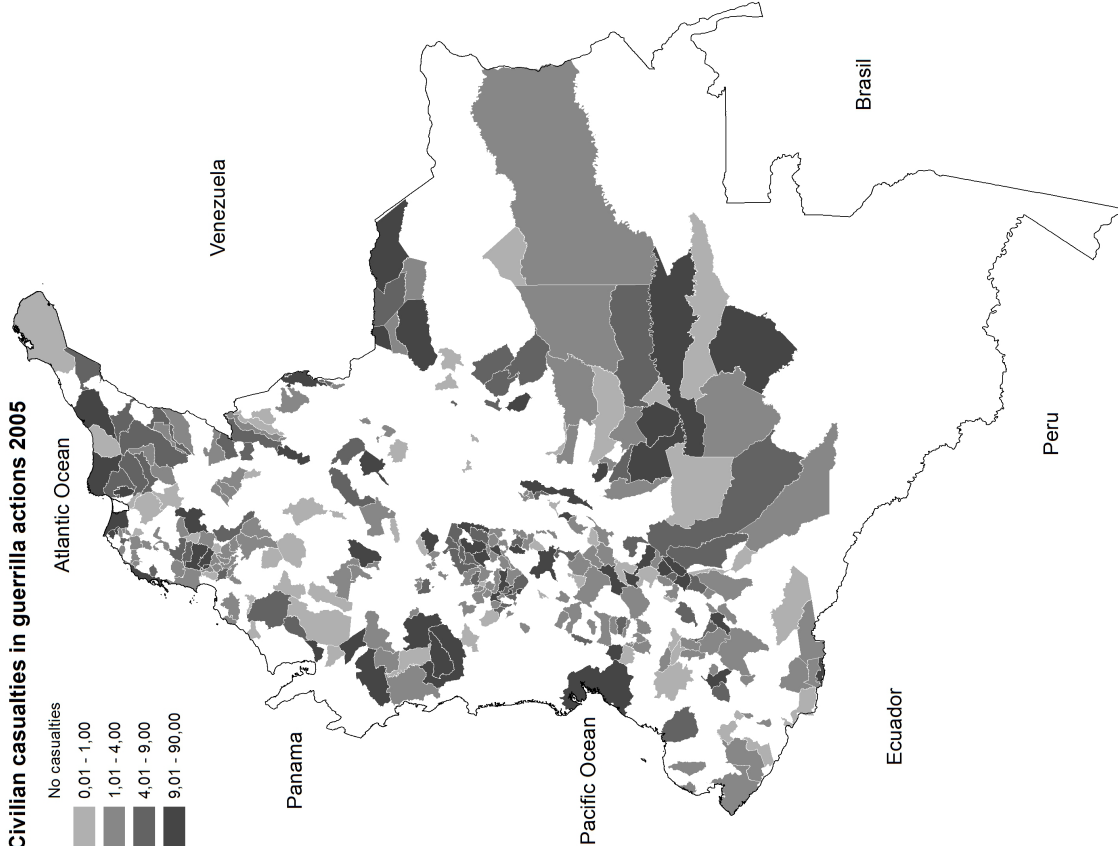 Civilian casualties in guerrilla actions 2005
No casualties
0,01 - 1,00
1,01 - 4,00
4,01 - 9,00
9,01 - 90,00
Atlantic Ocean
Venezuela
Panama
Pacific Ocean
Brasil
Ecuador
Peru